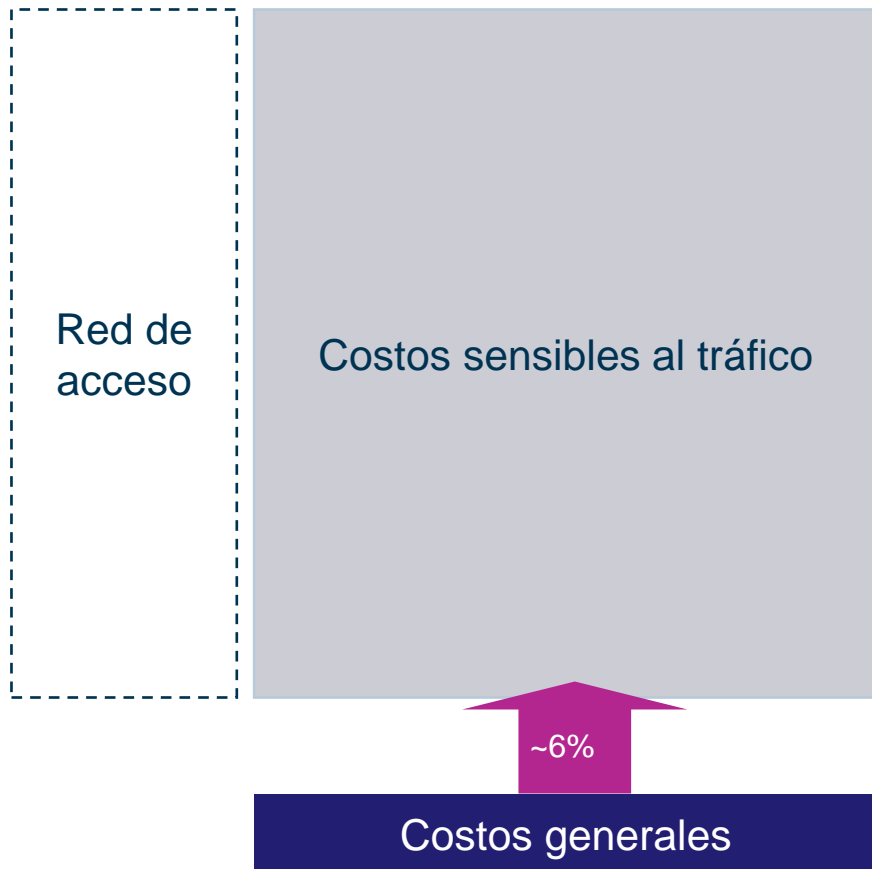 Red de
acceso
Costos sensibles al tráfico
~6%
Costos generales